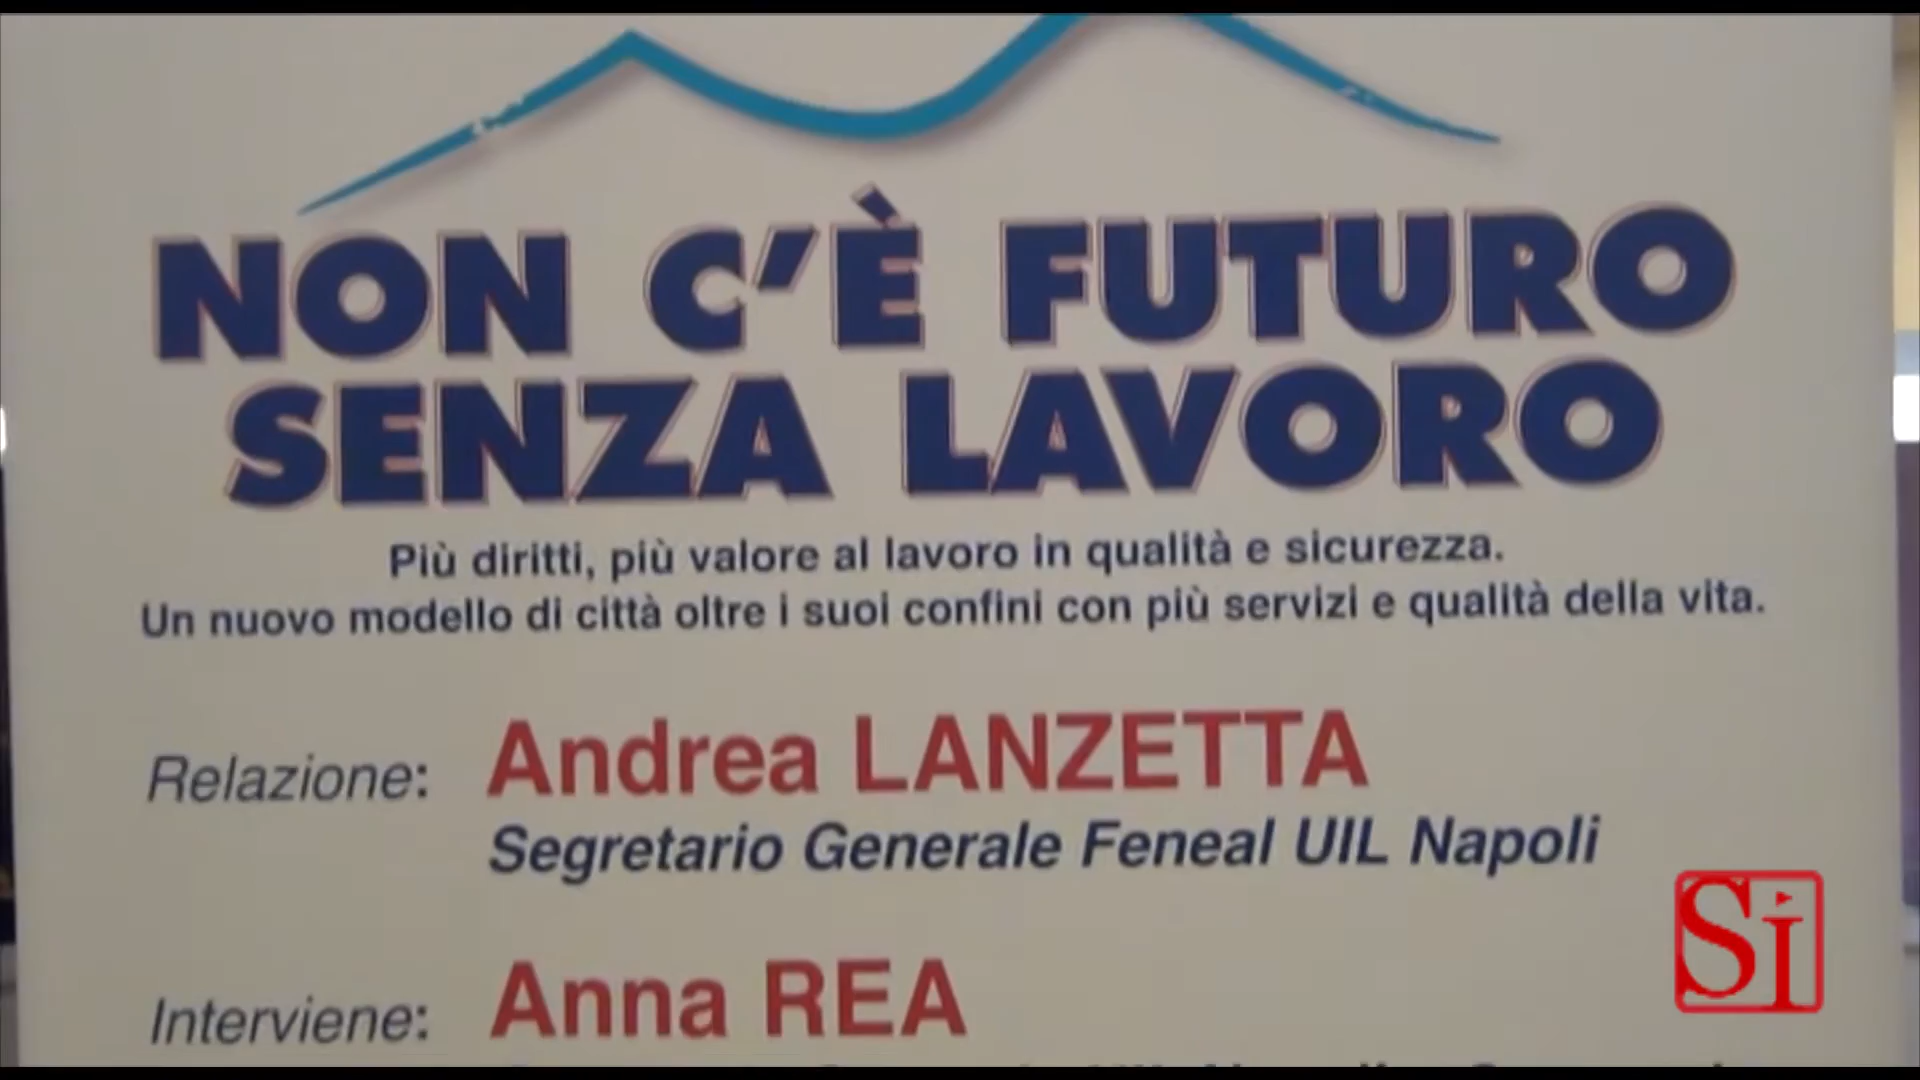 NON C'È FUTURO
SENZA LAVORO
Più diritti, più valore al lavoro in qualità e sicurezza.
Un nuovo modello di città oltre i suoi confini con più servizi e qualità della vita.
Relazione: Andrea LANZETTA
Segretario Generale Feneal UIL Napoli
Interviene: Anna REA
Si